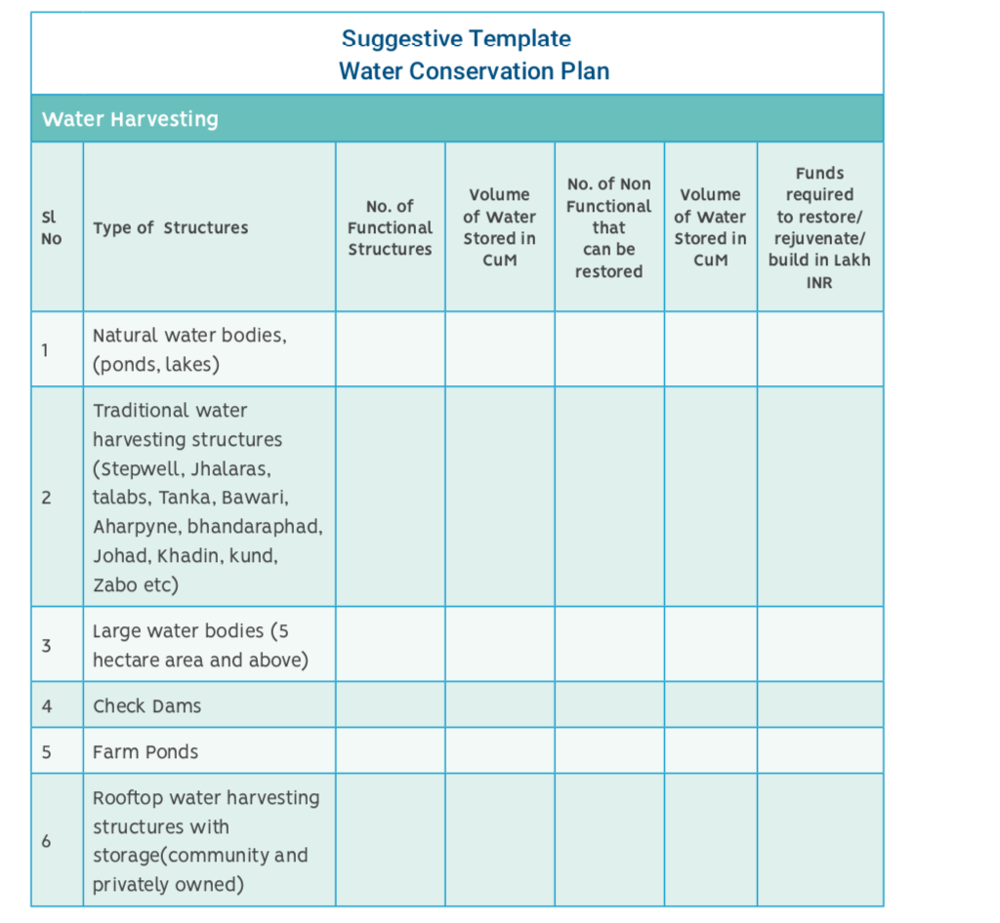 Suggestive Template
Water Conservation Plan
Water Harvesting
Sl
No
Type of Structures
No. of
Functional
Structures
Volume
of Water
Stored in
CuM
No. of Non
Functional
that
can be
restored
Volume
of Water
Stored in
CuM
Funds
required
to restore/
rejuvenate/
build in Lakh
INR
1
Natural water bodies,
(ponds, lakes)
2
Traditional water
harvesting structures
(Stepwell, Jhalaras,
talabs, Tanka, Bawari,
Aharpyne, bhandaraphad,
Johad, Khadin, kund,
Zabo etc)
3
Large water bodies (5
hectare area and above)
4
Check Dams
5
Farm Ponds
6
Rooftop water harvesting
structures with
storage(community and
privately owned)